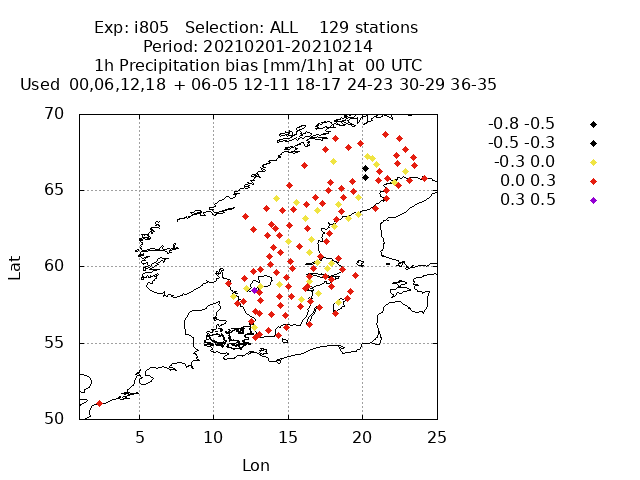 Exp: i805   Selection: ALL    129 stations
Period: 20210201-20210214
1h Precipitation bias [mm/1h] at  00 UTC
Used  00,06,12,18 + 06-05 12-11 18-17 24-23 30-29 36-35
-0.8 -0.5
-0.5 -0.3
-0.3 0.0
0.0 0.3
0.3 0.5
70
65
60
55
50
Lat
5 10 15 20 25
Lon